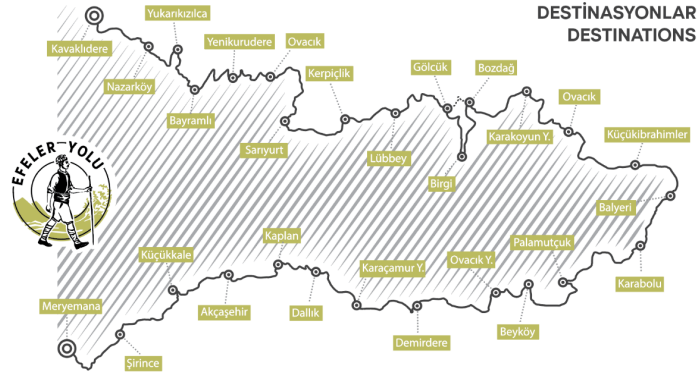 DESTİNASYONLAR
DESTINATIONS
Yukarıkızılca
Kavaklıdere
Nazarköy
Bayramlı
Yenikurudere
Ovacık
Sarıyurt
Kerpiçlik
Lübbey
Gölcük
Bozdağ
Birgi
Karakoyun Y.
Ovacık
Küçükibrahimler
Balyeri
Karabolu
Palamutçuk
Beyköy
Ovacık Y.
Demirdere
Karaçamur Y.
Dallık
Kaplan
Akçaşehir
Küçükkale
Şirince
Meryemana
EFELER YOLU